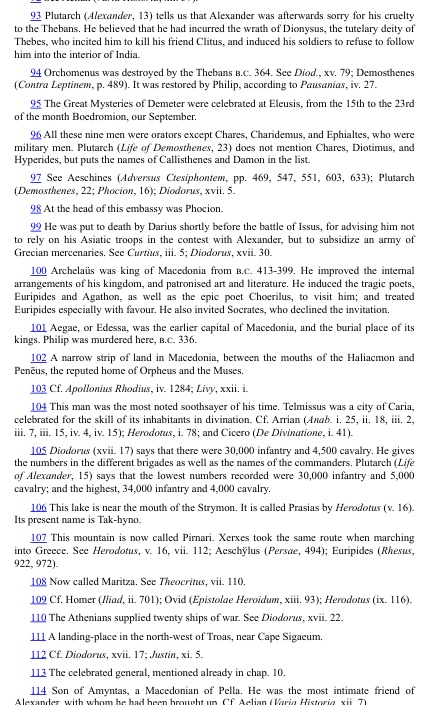 93 Plutarch (Alexander, 13) tells us that Alexander was afterwards sorry for his cruelty
to the Thebans. He believed that he had incurred the wrath of Dionysus, the tutelary deity of
Thebes, who incited him to kill his friend Clitus, and induced his soldiers to refuse to follow
him into the interior of India.
94 Orchomenus was destroyed by the Thebans B.C. 364. See Diod., xv. 79; Demosthenes
(Contra Leptinem, p. 489). It was restored by Philip, according to Pausanias, iv. 27.
95 The Great Mysteries of Demeter were celebrated at Eleusis, from the 15th to the 23rd
of the month Boedromion, our September.
96 All these nine men were orators except Chares, Charidemus, and Ephialtes, who were
military men. Plutarch (Life of Demosthenes, 23) does not mention Chares, Diotimus, and
Hyperides, but puts the names of Callisthenes and Damon in the list.
97 See Aeschines (Adversus Ctesiphontem, pp. 469, 547, 551, 603, 633); Plutarch
(Demosthenes, 22; Phocion, 16); Diodorus, xvii. 5.
98 At the head of this embassy was Phocion.
99 He was put to death by Darius shortly before the battle of Issus, for advising him not
to rely on his Asiatic troops in the contest with Alexander, but to subsidize an army of
Grecian mercenaries. See Curtius, iii. 5; Diodorus, xvii. 30.
100 Archelaüs was king of Macedonia from B.C. 413-399. He improved the internal
arrangements of his kingdom, and patronised art and literature. He induced the tragic poets,
Euripides and Agathon, as well as the epic poet Choerilus, to visit him; and treated
Euripides especially with favour. He also invited Socrates, who declined the invitation.
101 Aegae, or Edessa, was the earlier capital of Macedonia, and the burial place of its
kings. Philip was murdered here, B.C. 336.
102 A narrow strip of land in Macedonia, between the mouths of the Haliacmon and
Penēus, the reputed home of Orpheus and the Muses.
103 Cf. Apollonius Rhodius, iv. 1284; Livy, xxii. i.
104 This man was the most noted soothsayer of his time. Telmissus was a city of Caria,
celebrated for the skill of its inhabitants in divination. Cf. Arrian (Anab. i. 25, ii. 18, iii. 2,
iii. 7, iii. 15, iv. 4, iv. 15); Herodotus, i. 78; and Cicero (De Divinatione, i. 41).
105 Diodorus (xvii. 17) says that there were 30,000 infantry and 4,500 cavalry. He gives
the numbers in the different brigades as well as the names of the commanders. Plutarch (Life
of Alexander, 15) says that the lowest numbers recorded were 30,000 infantry and 5,000
cavalry; and the highest, 34,000 infantry and 4,000 cavalry.
106 This lake is near the mouth of the Strymon. It is called Prasias by Herodotus (v. 16).
Its present name is Tak-hyno.
107 This mountain is now called Pirnari. Xerxes took the same route when marching
into Greece. See Herodotus, v. 16, vii. 112; Aeschȳlus (Persae, 494); Euripides (Rhesus,
922, 972).
108 Now called Maritza. See Theocritus, vii. 110.
109 Cf. Homer (Iliad, ii. 701); Ovid (Epistolae Heroidum, xiii. 93); Herodotus (ix. 116).
110 The Athenians supplied twenty ships of war. See Diodorus, xvii. 22.
111 A landing-place in the north-west of Troas, near Cape Sigaeum.
112 Cf. Diodorus, xvii. 17; Justin, xi. 5.
113 The celebrated general, mentioned already in chap. 10.
114 Son of Amyntas, a Macedonian of Pella. He was the most intimate friend of
Alexander, with whom he had been brought up. Cf. Aelian (Varia Historia, xii. 7).